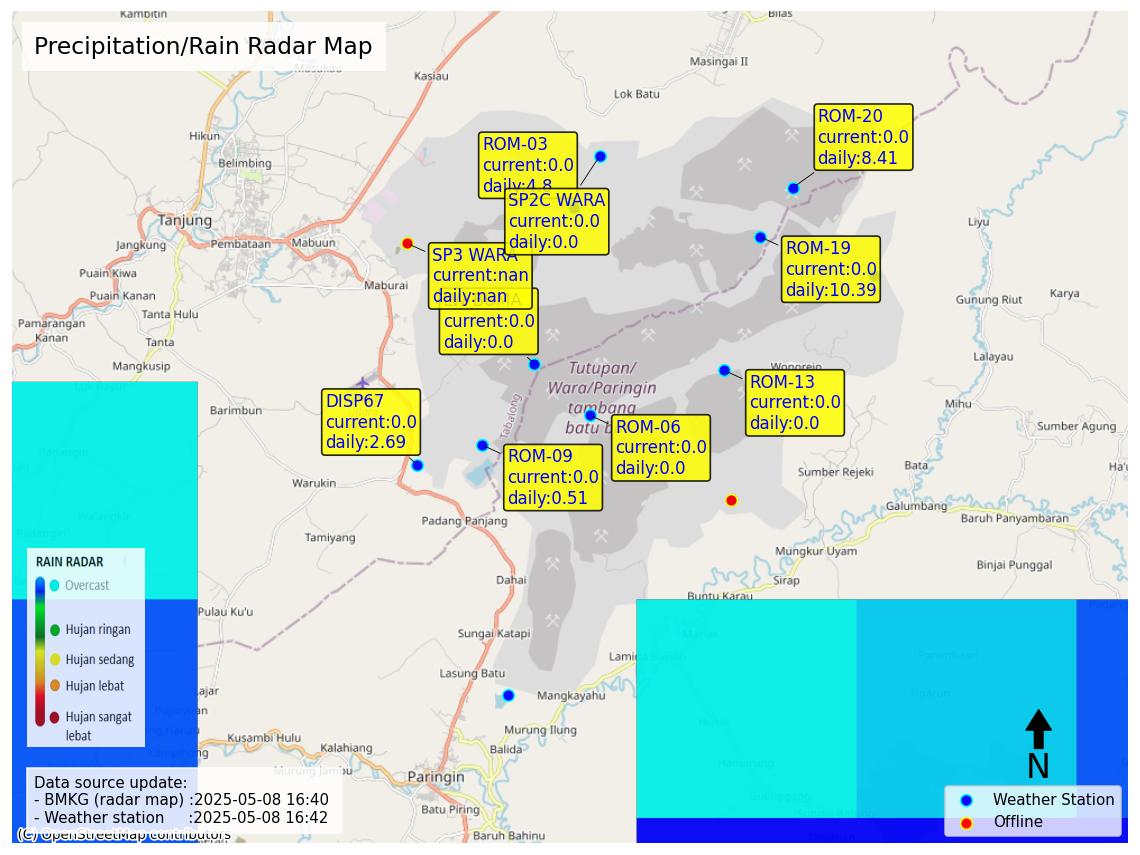 Precipitation/Rain Radar Map
Kambitin
Bilas
Masingai II
Kasiau
Lok Batu
Hikun
Belimbing
Tanjung
Jangkung
Pembataan
Mabuun
Puain Kiwa
Maburai
Puain Kanan
Tanta Hulu
Pamarangan
Kanan
Tanta
Mangkusip
Barimbun
Warukin
Padang Panjang
Tamiyang
Dahai
Pulau Ku'u
Sungai Katapi
Lasung Batu
Mangkayahu
Murung Ilung
Kusambi Hulu
Kalahiang
Balida
Paringin
Batu Piring
Baruh Bahinu
Liyu
Gunung Riut
Karya
Lalayau
Mihu
Sumber Agung
Wonorejo
Sumber Rejeki
Bata
Galumbang
Baruh Panyambaran
Mungkur Uyam
Binjai Punggal
Sirap
Buntu Karau
Tabalong
Tutupan/
Wara/Paringin
tambang
ROM-03
current:0.0
daily:4.8
SP2C WARA
current:0.0
daily:0.0
SP3 WARA
current:nan
daily:nan
current:0.0
daily:0.0
ROM-20
current:0.0
daily:8.41
ROM-19
current:0.0
daily:10.39
ROM-13
current:0.0
daily:0.0
ROM-06
current:0.0
daily:0.0
ROM-09
current:0.0
daily:0.51
DISP67
current:0.0
daily:2.69
RAIN RADAR
Overcast
Hujan ringan
Hujan sedang
Hujan lebat
Hujan sangat
lebat
Data source update:
- BMKG (radar map) :2025-05-08 16:40
- Weather station :2025-05-08 16:42
(C) OpenStreetMap contributors
N
Weather Station
Offline